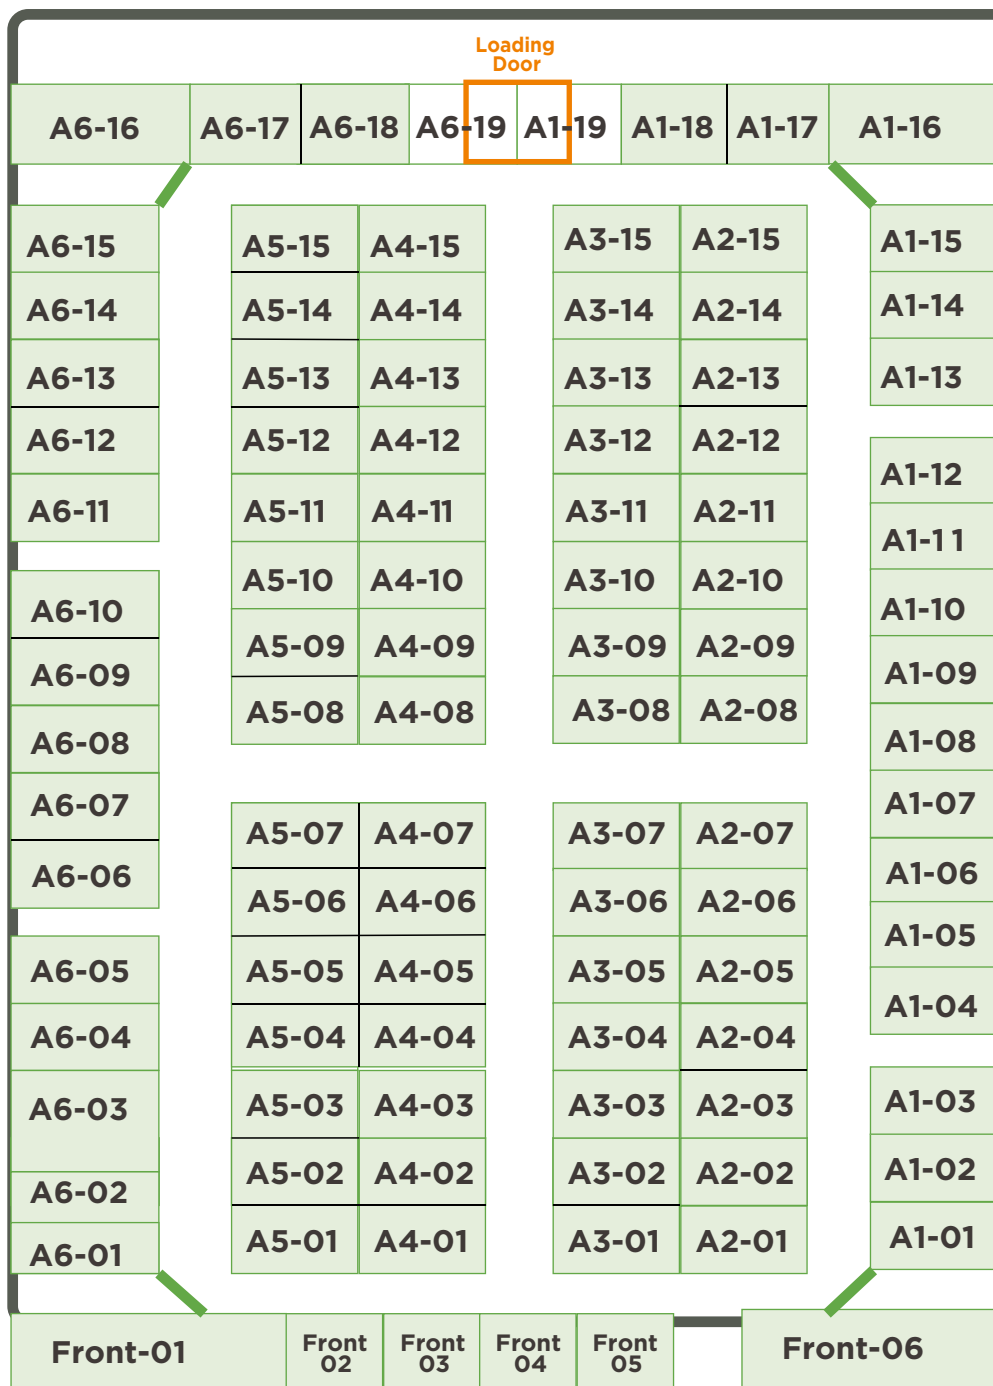 Loading
Door
A6-16 A6-17 A6-18 A6-19 A1-19 A1-18 A1-17 A1-16
A6-15 A5-15 A4-15 A3-15 A2-15 A1-15
A6-14 A5-14 A4-14 A3-14 A2-14 A1-14
A6-13 A5-13 A4-13 A3-13 A2-13 A1-13
A6-12 A5-12 A4-12 A3-12 A2-12 A1-12
A6-11 A5-11 A4-11 A3-11 A2-11 A1-11
A6-10 A5-10 A4-10 A3-10 A2-10 A1-10
A6-09 A5-09 A4-09 A3-09 A2-09 A1-09
A6-08 A5-08 A4-08 A3-08 A2-08 A1-08
A6-07 A5-07 A4-07 A3-07 A2-07 A1-07
A6-06 A5-06 A4-06 A3-06 A2-06 A1-06
A6-05 A5-05 A4-05 A3-05 A2-05 A1-05
A6-04 A5-04 A4-04 A3-04 A2-04 A1-04
A6-03 A5-03 A4-03 A3-03 A2-03 A1-03
A6-02 A5-02 A4-02 A3-02 A2-02 A1-02
A6-01 A5-01 A4-01 A3-01 A2-01 A1-01
Front-01 Front 02 Front 03 Front 04 Front 05 Front-06